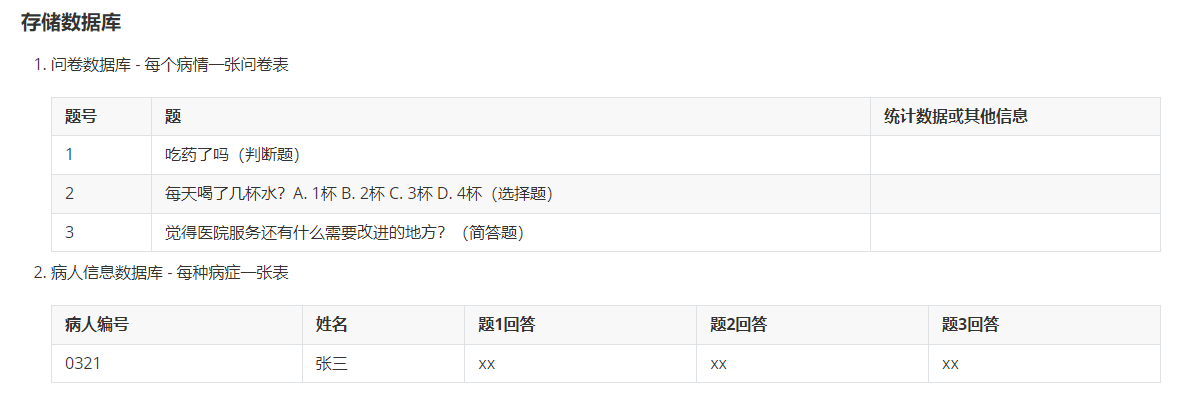 存储数据库
1. 问卷数据库 - 每个病情一张问卷表
题号 题 统计数据或其他信息
1 吃药了吗（判断题）
2 每天喝了几杯水？A. 1杯 B. 2杯 C. 3杯 D. 4杯（选择题）
3 觉得医院服务还有什么需要改进的地方？（简答题）
2. 病人信息数据库 - 每种病症一张表
病人编号 姓名 题1回答 题2回答 题3回答
0321 张三 xx xx xx